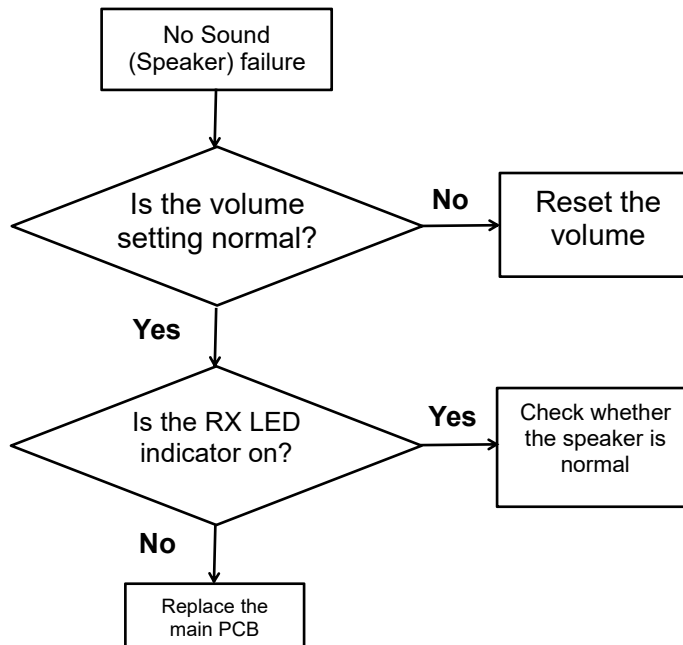 No Sound
(Speaker) failure
Is the volume
setting normal?
No
Reset the
volume
Yes
Is the RX LED
indicator on?
Yes
Check whether
the speaker is
normal
No
Replace the
main PCB